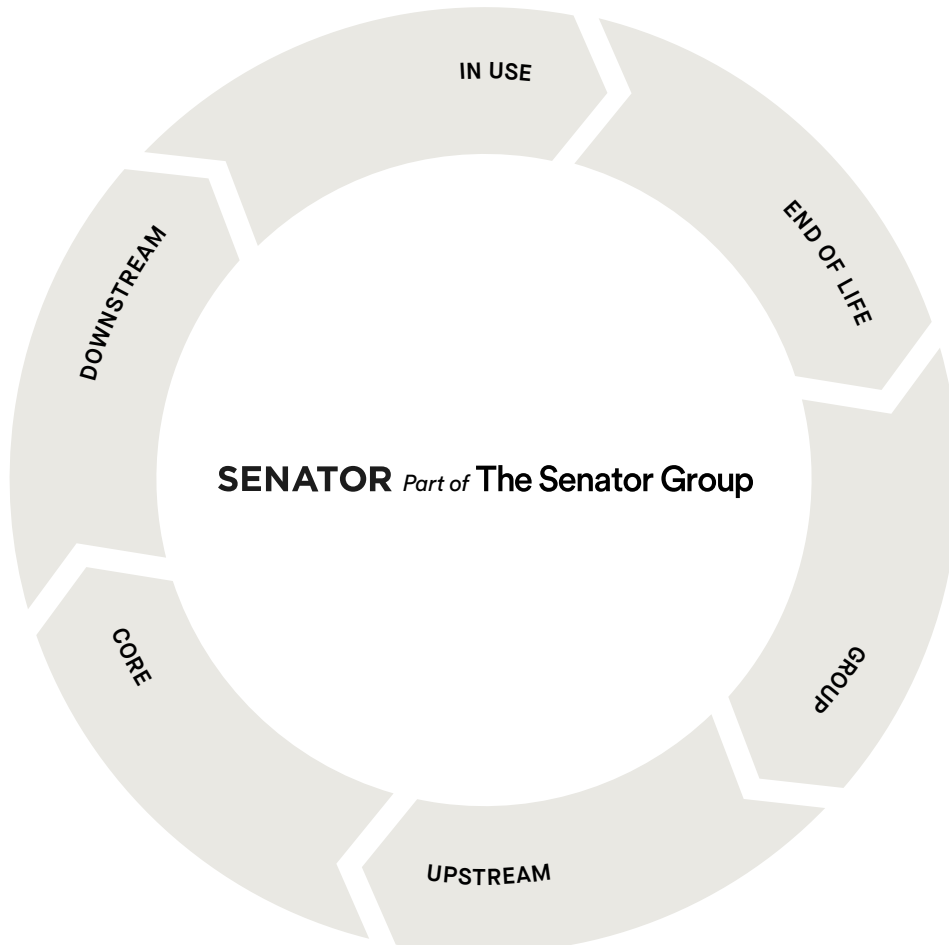 IN USE
END OF LIFE
GROUP
UPSTREAM
CORE
DOWNSTREAM
SENATOR Part of The Senator Group